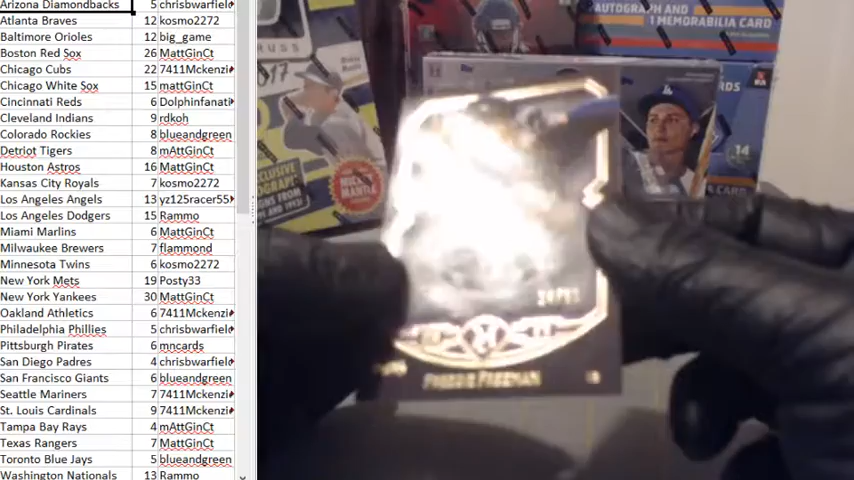 Arizona Diamondbacks 5 chrisbwarfield
Atlanta Braves 12 kosmo2272
Baltimore Orioles 12 big_game
Boston Red Sox 26 MattGinCt
Chicago Cubs 22 7411Mckenzi
Chicago White Sox 15 mattGinCt
Cincinnati Reds 6 Dolphinfanati
Cleveland Indians 9 rdkoh
Colorado Rockies 8 blueandgreen
Detriot Tigers 8 mAttGinCt
Houston Astros 16 MattGinCt
Kansas City Royals 7 kosmo2272
Los Angeles Angels 13 yz125racer55
Los Angeles Dodgers 15 Rammo
Miami Marlins 6 MattGinCt
Milwaukee Brewers 7 flammond
Minnesota Twins 6 kosmo2272
New York Mets 19 Posty33
New York Yankees 30 MattGinCt
Oakland Athletics 6 7411Mckenzi
Philadelphia Phillies 5 chrisbwarfiel
Pittsburgh Pirates 6 mncards
San Diego Padres 4 chrisbwarfiel
San Francisco Giants 6 blueandgreen
Seattle Mariners 7 7411Mckenzi
St. Louis Cardinals 9 7411Mckenzi
Tampa Bay Rays 4 mAttGinCt
Texas Rangers 7 MattGinCt
Toronto Blue Jays 5 blueandgreen
Washington Nationals 13 Rammo
AND 1 AUTOGRAPH
1 MEMORABILIA CARD
14
FREDDIE FREEMAN